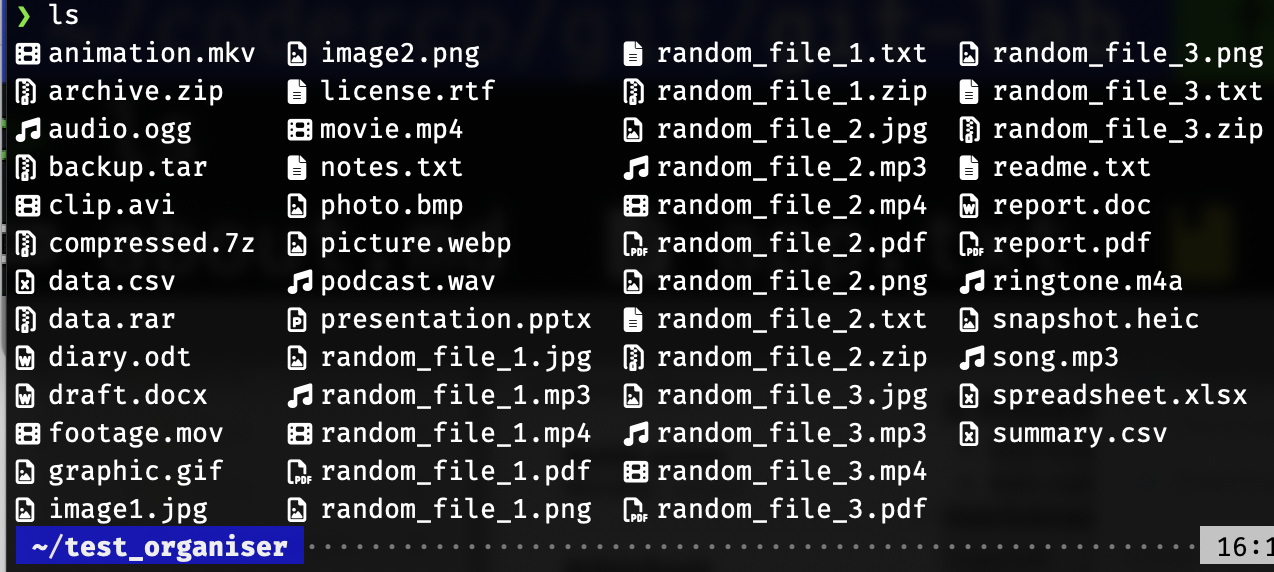 ❯ ls
animation.mkv image2.png random_file_1.txt random_file_3.png
archive.zip license.rtf random_file_1.zip random_file_3.txt
audio.ogg movie.mp4 random_file_2.jpg random_file_3.zip
backup.tar notes.txt random_file_2.mp3 readme.txt
clip.avi photo.bmp random_file_2.mp4 report.doc
compressed.7z picture.webp random_file_2.pdf report.pdf
data.csv podcast.wav random_file_2.png ringtone.m4a
data.rar presentation.pptx random_file_2.txt snapshot.heic
diary.odt random_file_1.jpg random_file_2.zip song.mp3
draft.docx random_file_1.mp3 random_file_3.jpg spreadsheet.xlsx
footage.mov random_file_1.mp4 random_file_3.mp3 summary.csv
graphic.gif random_file_1.pdf random_file_3.mp4
image1.jpg random_file_1.png random_file_3.pdf
~/test_organiser 16:1